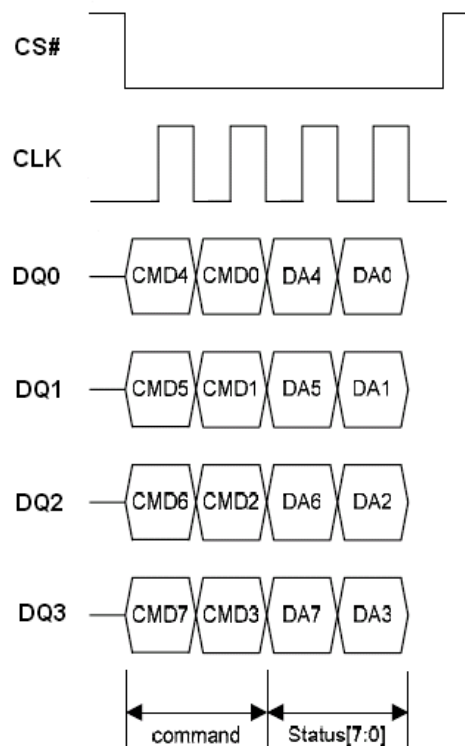 CS#
CLK
DQ0 CMD4 CMD0 DA4 DA0
DQ1 CMD5 CMD1 DA5 DA1
DQ2 CMD6 CMD2 DA6 DA2
DQ3 CMD7 CMD3 DA7 DA3
command Status[7:0]